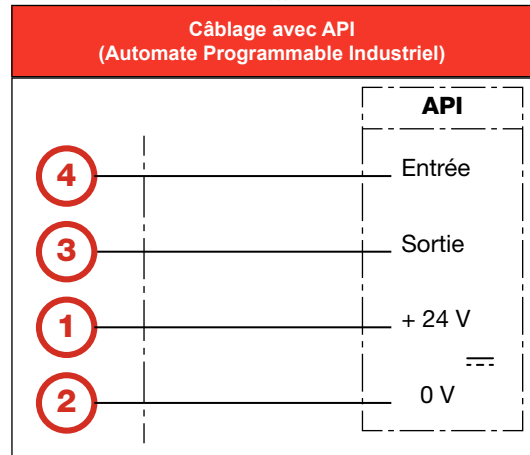 Câblage avec API
(Automate Programmable Industriel)
API
4 Entrée
3 Sortie
1 + 24 V
2 0 V